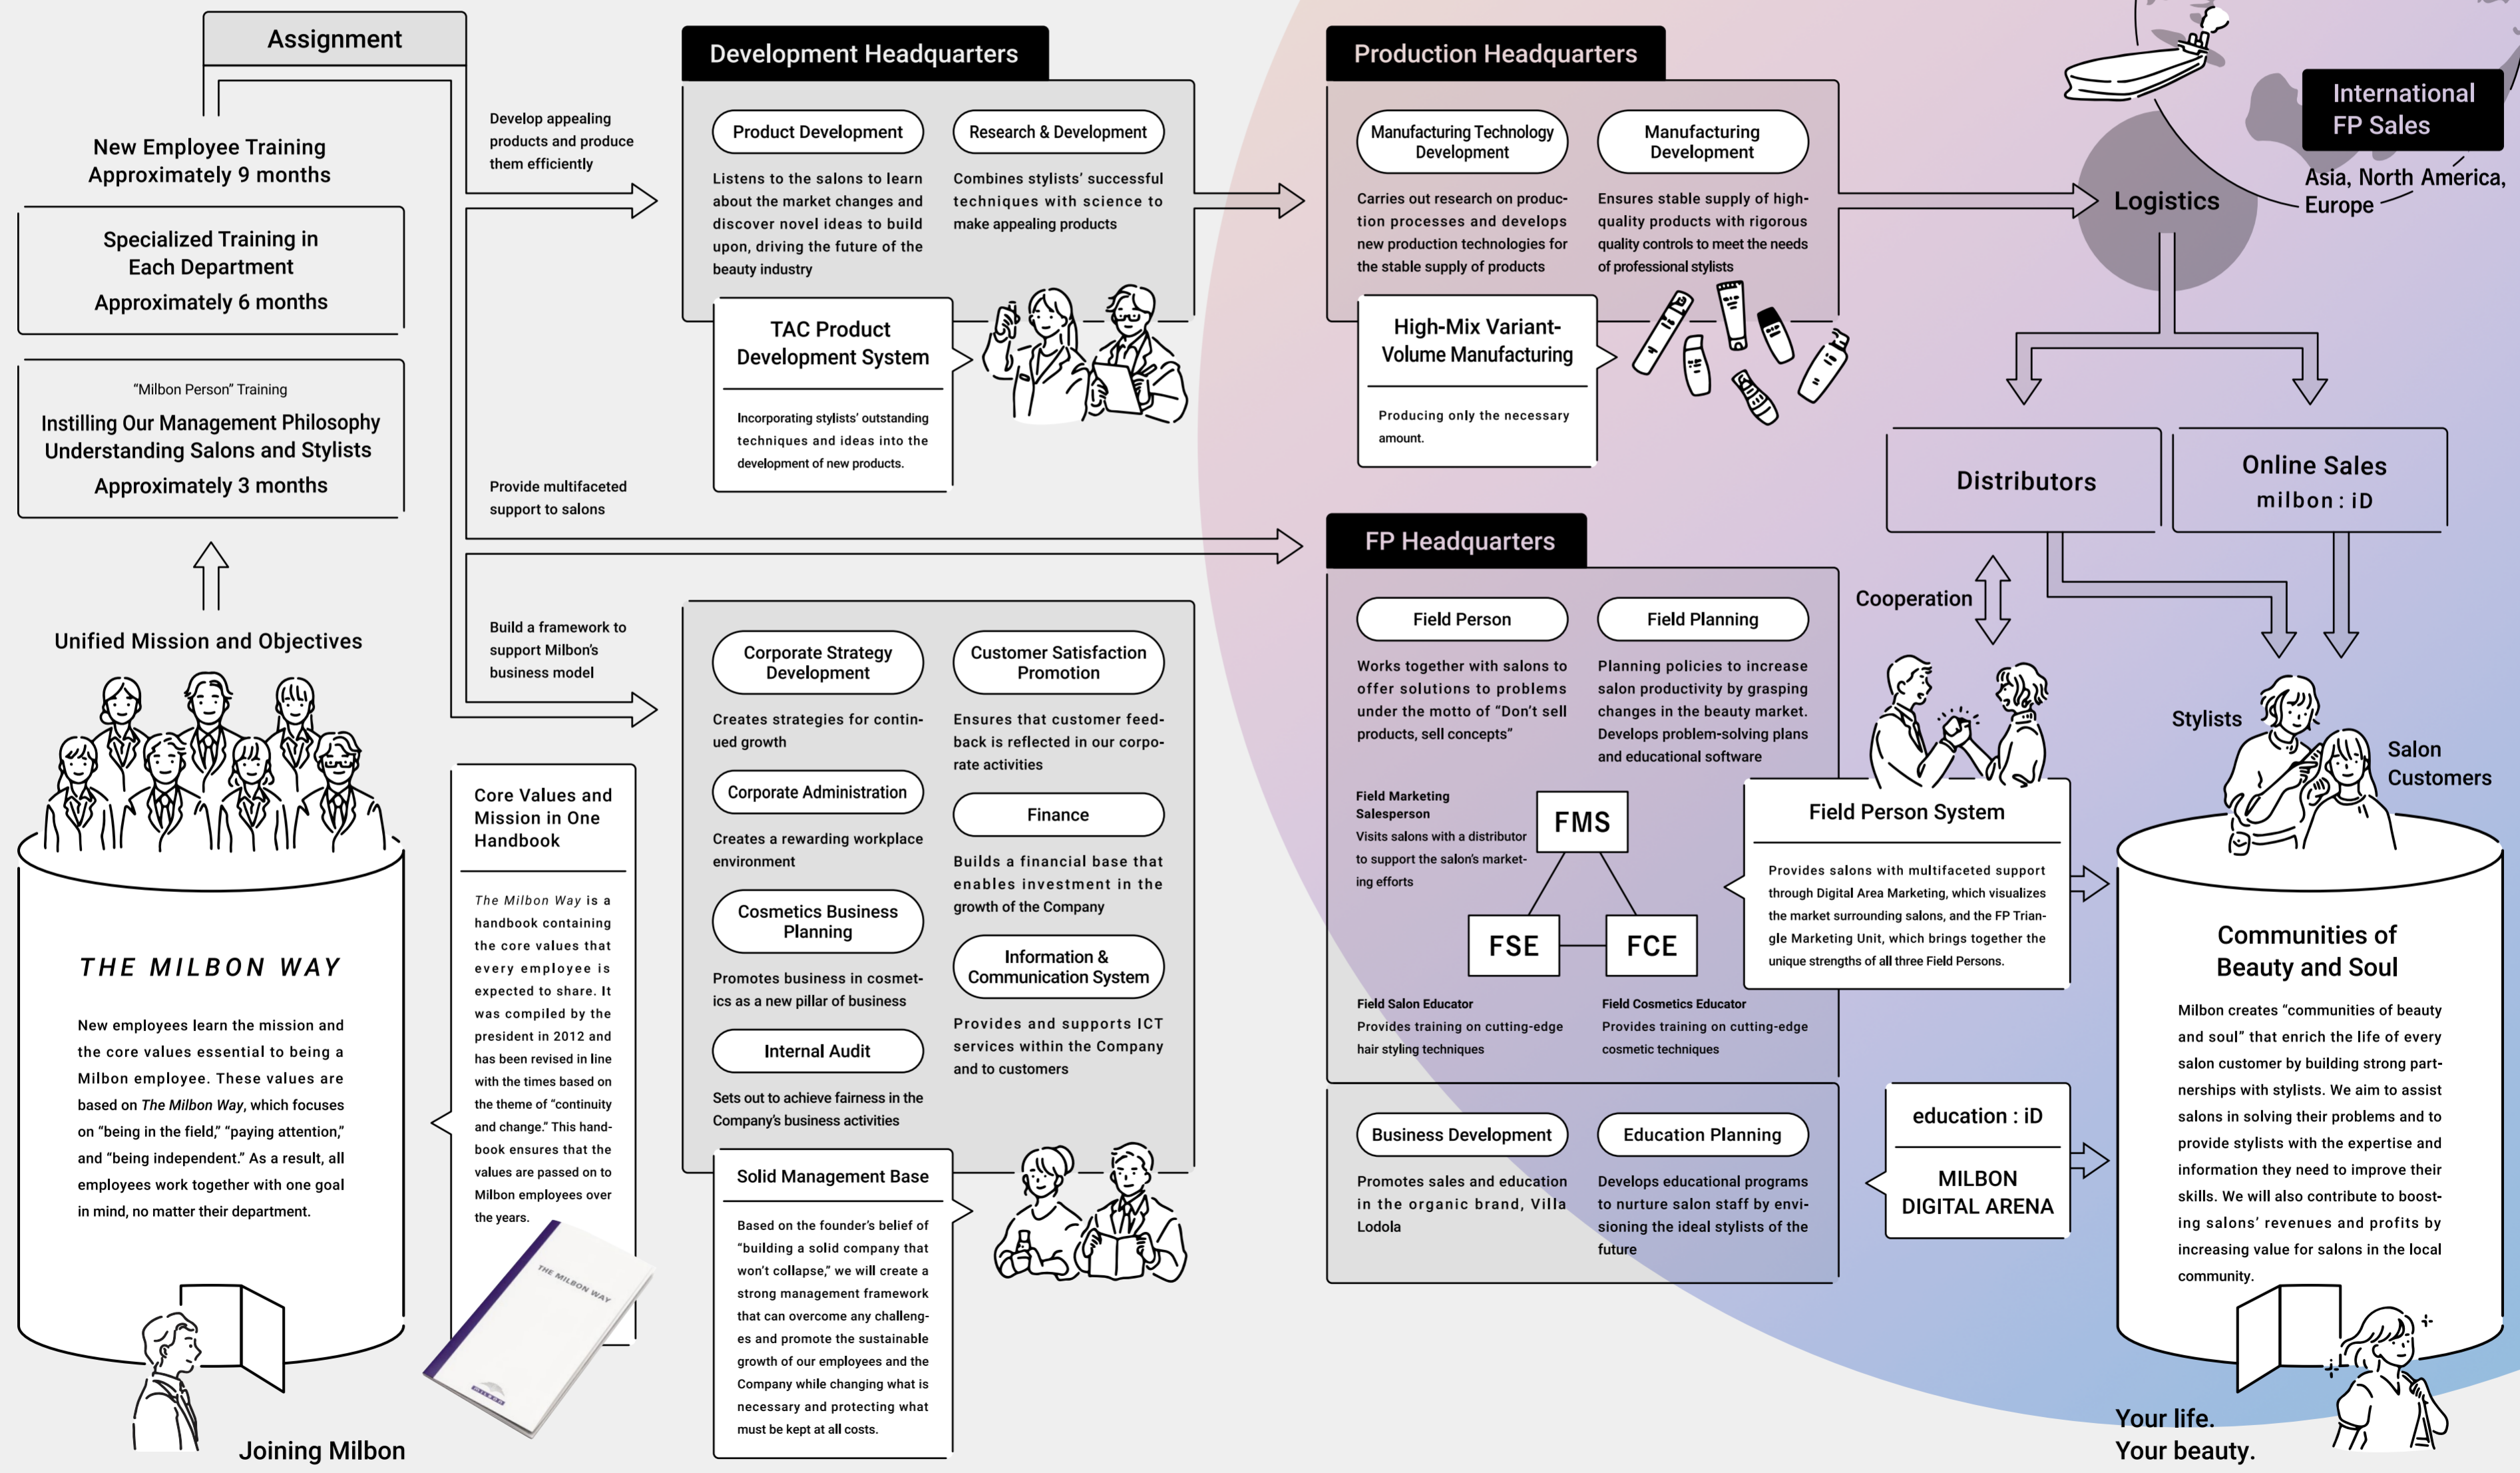 Assignment
New Employee Training
Approximately 9 months
Specialized Training in
Each Department
Approximately 6 months
“Milbon Person” Training
Instilling Our Management Philosophy
Understanding Salons and Stylists
Approximately 3 months
Unified Mission and Objectives
THE MILBON WAY
New employees learn the mission and
the core values essential to being a
Milbon employee. These values are
based on The Milbon Way, which focuses
on “being in the field,” “paying attention,”
and “being independent.” As a result, all
employees work together with one goal
in mind, no matter their department.
Joining Milbon
Develop appealing
products and produce
them efficiently
Provide multifaceted
support to salons
Build a framework to
support Milbon’s
business model
Core Values and
Mission in One
Handbook
The Milbon Way is a
handbook containing
the core values that
every employee is
expected to share. It
was compiled by the
president in 2012 and
has been revised in line
with the times based on
the theme of “continuity
and change.” This hand-
book ensures that the
values are passed on to
Milbon employees over
the years.
THE MILBON WAY
MILBON
Development Headquarters
Product Development
Listens to the salons to learn
about the market changes and
discover novel ideas to build
upon, driving the future of the
beauty industry
Research & Development
Combines stylists’ successful
techniques with science to
make appealing products
TAC Product
Development System
Incorporating stylists’ outstanding
techniques and ideas into the
development of new products.
Corporate Strategy
Development
Creates strategies for contin-
ued growth
Corporate Administration
Creates a rewarding workplace
environment
Cosmetics Business
Planning
Promotes business in cosmet-
ics as a new pillar of business
Internal Audit
Sets out to achieve fairness in the
Company’s business activities
Customer Satisfaction
Promotion
Ensures that customer feed-
back is reflected in our corpo-
rate activities
Finance
Builds a financial base that
enables investment in the
growth of the Company
Information &
Communication System
Provides and supports ICT
services within the Company
and to customers
Solid Management Base
Based on the founder’s belief of
“building a solid company that
won’t collapse,” we will create a
strong management framework
that can overcome any challeng-
es and promote the sustainable
growth of our employees and the
Company while changing what is
necessary and protecting what
must be kept at all costs.
Production Headquarters
Manufacturing Technology
Development
Carries out research on produc-
tion processes and develops
new production technologies for
the stable supply of products
Manufacturing
Development
Ensures stable supply of high-
quality products with rigorous
quality controls to meet the needs
of professional stylists
High-Mix Variant-
Volume Manufacturing
Producing only the necessary
amount.
FP Headquarters
Field Person
Works together with salons to
offer solutions to problems
under the motto of “Don’t sell
products, sell concepts”
Field Planning
Planning policies to increase
salon productivity by grasping
changes in the beauty market.
Develops problem-solving plans
and educational software
Field Marketing
Salesperson
Visits salons with a distributor
to support the salon’s market-
ing efforts
FMS
FSE
FCE
Field Salon Educator
Provides training on cutting-edge
hair styling techniques
Field Cosmetics Educator
Provides training on cutting-edge
cosmetic techniques
Business Development
Promotes sales and education
in the organic brand, Villa
Lodola
Education Planning
Develops educational programs
to nurture salon staff by envi-
sioning the ideal stylists of the
future
International
FP Sales
Asia, North America,
Europe
Logistics
Distributors
Online Sales
milbon : iD
Cooperation
Field Person System
Provides salons with multifaceted support
through Digital Area Marketing, which visualizes
the market surrounding salons, and the FP Trian-
gle Marketing Unit, which brings together the
unique strengths of all three Field Persons.
education : iD
MILBON
DIGITAL ARENA
Stylists
Salon
Customers
Communities of
Beauty and Soul
Milbon creates “communities of beauty
and soul” that enrich the life of every
salon customer by building strong part-
nerships with stylists. We aim to assist
salons in solving their problems and to
provide stylists with the expertise and
information they need to improve their
skills. We will also contribute to boost-
ing salons’ revenues and profits by
increasing value for salons in the local
community.
Your life.
Your beauty.